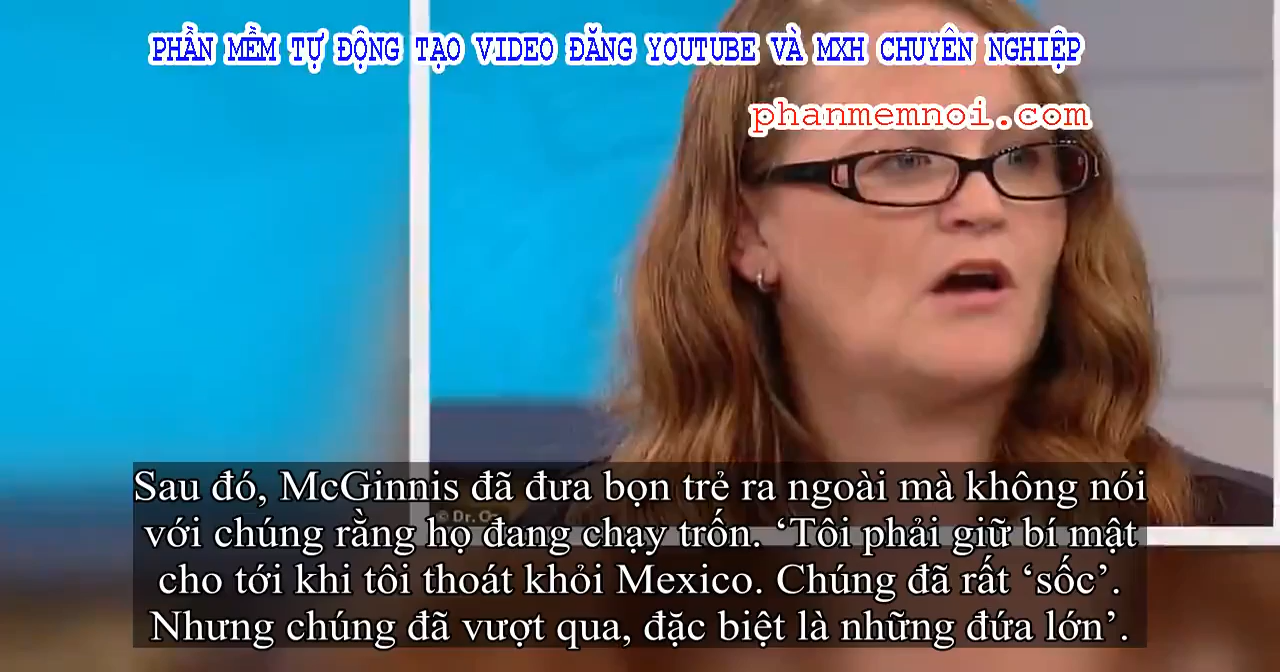 PHẦN MỀM TỰ ĐỘNG TẠO VIDEO ĐĂNG YOUTUBE VÀ MXH CHUYÊN NGHIỆP
phanmemnoi.com
Sau đó, McGinnis đã đưa bọn trẻ ra ngoài mà không nói
© Dr. Oz
với chúng rằng họ đang chạy trốn. ‘Tôi phải giữ bí mật
cho tới khi tôi thoát khỏi Mexico. Chúng đã rất ‘sốc’.
Nhưng chúng đã vượt qua, đặc biệt là những đứa lớn’.